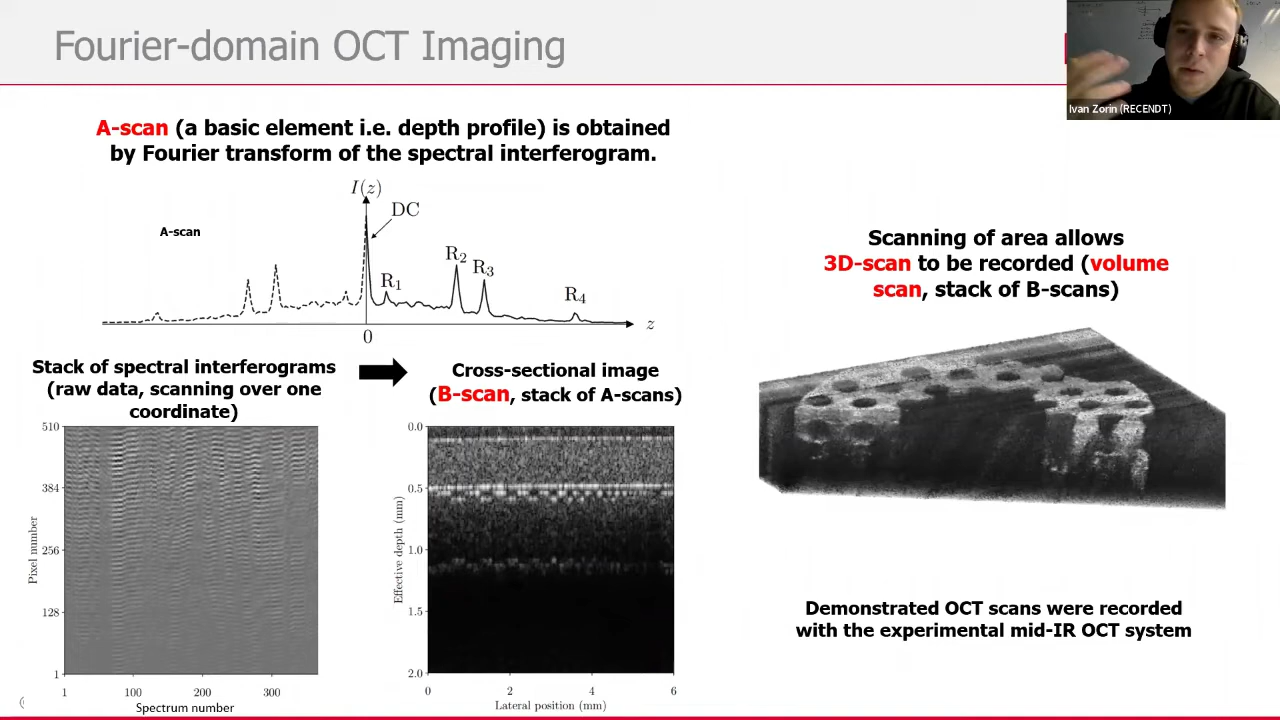 Fourier-domain OCT Imaging
Ivan Zorin (RECENDT)
A-scan (a basic element i.e. depth profile) is obtained
by Fourier transform of the spectral interferogram.
I(z)
DC
A-scan
R1
R2
R3
R4
0
z
Stack of spectral interferograms
(raw data, scanning over one
coordinate)
510
384
256
128
1
Pixel number
1
100
200
300
Spectrum number
Cross-sectional image
(B-scan, stack of A-scans)
0.0
0.5
1.0
1.5
2.0
Effective depth (mm)
0
2
4
6
Lateral position (mm)
Scanning of area allows
3D-scan to be recorded (volume
scan, stack of B-scans)
Demonstrated OCT scans were recorded
with the experimental mid-IR OCT system